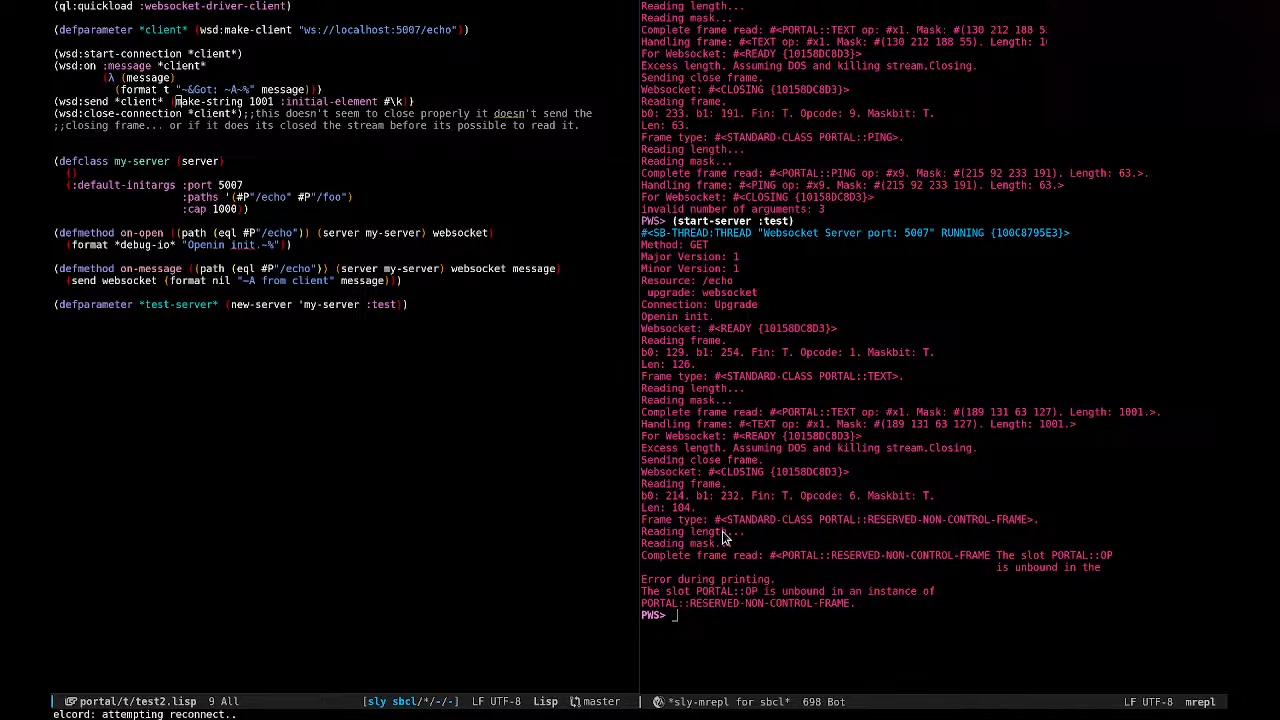 (ql:quickload :websocket-driver-client)
(defparameter *client* (wsd:make-client "ws://localhost:5007/echo"))
(wsd:start-connection *client*)
(wsd:on :message *client*
(λ (message)
(format t "~&Got: ~A~%" message)))
(wsd:send *client* (make-string 1001 :initial-element #\k))
(wsd:close-connection *client*);;this doesn't seem to close properly it doesn't send the
;;closing frame... or if it does its closed the stream before its possible to read it.
(defclass my-server (server)
()
(:default-initargs :port 5007
:paths '(#P"/echo" #P"/foo")
:cap 1000))
(defmethod on-open ((path (eql #P"/echo")) (server my-server) websocket)
(format *debug-io* "Openin init.~%"))
(defmethod on-message ((path (eql #P"/echo")) (server my-server) websocket message)
(send websocket (format nil "~A from client" message)))
(defparameter *test-server* (new-server 'my-server :test))
portal/t/test2.lisp 9 All [sly sbcl/*/-/-] LF UTF-8 Lisp master
elcord: attempting reconnect..
Reading length...
Reading mask...
Complete frame read: #<PORTAL::TEXT op: #x1. Mask: #(130 212 188 55
Handling frame: #<TEXT op: #x1. Mask: #(130 212 188 55). Length: 1
For Websocket: #<READY {10158DC8D3}>
Excess length. Assuming DOS and killing stream.Closing.
Sending close frame.
Websocket: #<CLOSING {10158DC8D3}>
Reading frame.
b0: 233. b1: 191. Fin: T. Opcode: 9. Maskbit: T.
Len: 63.
Frame type: #<STANDARD-CLASS PORTAL::PING>.
Reading length...
Reading mask...
Complete frame read: #<PORTAL::PING op: #x9. Mask: #(215 92 233 191). Length: 63.>.
Handling frame: #<PING op: #x9. Mask: #(215 92 233 191). Length: 63.>
For Websocket: #<CLOSING {10158DC8D3}>
invalid number of arguments: 3
PWS> (start-server :test)
#<SB-THREAD:THREAD "Websocket Server port: 5007" RUNNING {100C8795E3}>
Method: GET
Major Version: 1
Minor Version: 1
Resource: /echo
upgrade: websocket
Connection: Upgrade
Openin init.
Websocket: #<READY {10158DC8D3}>
Reading frame.
b0: 129. b1: 254. Fin: T. Opcode: 1. Maskbit: T.
Len: 126.
Frame type: #<STANDARD-CLASS PORTAL::TEXT>.
Reading length...
Reading mask...
Complete frame read: #<PORTAL::TEXT op: #x1. Mask: #(189 131 63 127). Length: 1001.>.
Handling frame: #<TEXT op: #x1. Mask: #(189 131 63 127). Length: 1001.>
For Websocket: #<READY {10158DC8D3}>
Excess length. Assuming DOS and killing stream.Closing.
Sending close frame.
Websocket: #<CLOSING {10158DC8D3}>
Reading frame.
b0: 214. b1: 232. Fin: T. Opcode: 6. Maskbit: T.
Len: 104.
Frame type: #<STANDARD-CLASS PORTAL::RESERVED-NON-CONTROL-FRAME>.
Reading length...
Reading mask...
Complete frame read: #<PORTAL::RESERVED-NON-CONTROL-FRAME The slot PORTAL::OP
is unbound in the
Error during printing.
The slot PORTAL::OP is unbound in an instance of
PORTAL::RESERVED-NON-CONTROL-FRAME.
PWS>
*sly-mrepl for sbcl* 698 Bot LF UTF-8 mrepl